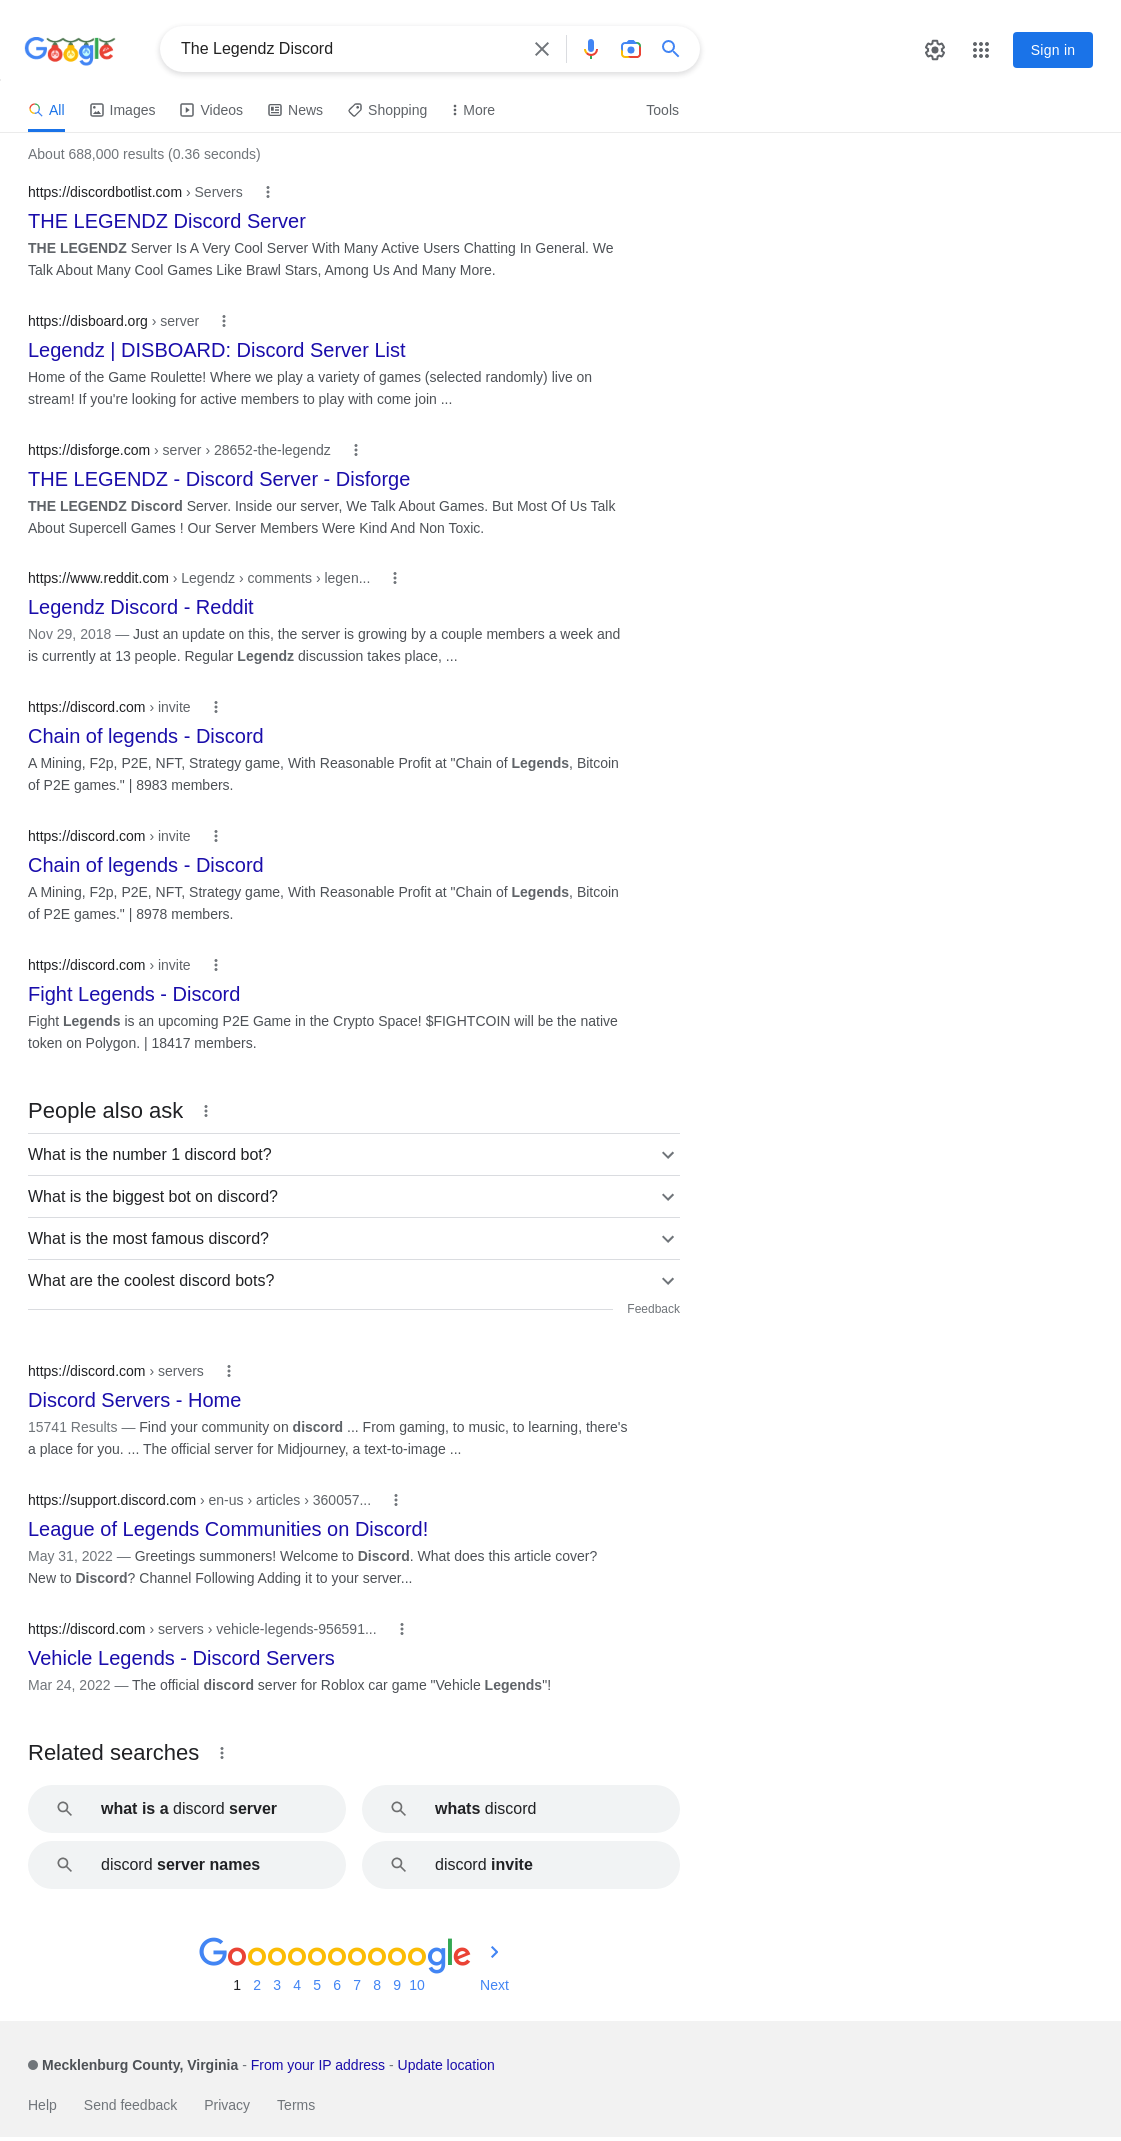 Google
The Legendz Discord
Sign in
All Images Videos News Shopping More Tools
About 688,000 results (0.36 seconds)
https://discordbotlist.com › Servers
THE LEGENDZ Discord Server
THE LEGENDZ Server Is A Very Cool Server With Many Active Users Chatting In General. We
Talk About Many Cool Games Like Brawl Stars, Among Us And Many More.
https://disboard.org › server
Legendz | DISBOARD: Discord Server List
Home of the Game Roulette! Where we play a variety of games (selected randomly) live on
stream! If you're looking for active members to play with come join ...
https://disforge.com › server › 28652-the-legendz
THE LEGENDZ - Discord Server - Disforge
THE LEGENDZ Discord Server. Inside our server, We Talk About Games. But Most Of Us Talk
About Supercell Games ! Our Server Members Were Kind And Non Toxic.
https://www.reddit.com › Legendz › comments › legen...
Legendz Discord - Reddit
Nov 29, 2018 — Just an update on this, the server is growing by a couple members a week and
is currently at 13 people. Regular Legendz discussion takes place, ...
https://discord.com › invite
Chain of legends - Discord
A Mining, F2p, P2E, NFT, Strategy game, With Reasonable Profit at "Chain of Legends, Bitcoin
of P2E games." | 8983 members.
https://discord.com › invite
Chain of legends - Discord
A Mining, F2p, P2E, NFT, Strategy game, With Reasonable Profit at "Chain of Legends, Bitcoin
of P2E games." | 8978 members.
https://discord.com › invite
Fight Legends - Discord
Fight Legends is an upcoming P2E Game in the Crypto Space! $FIGHTCOIN will be the native
token on Polygon. | 18417 members.
People also ask
What is the number 1 discord bot?
What is the biggest bot on discord?
What is the most famous discord?
What are the coolest discord bots?
Feedback
https://discord.com › servers
Discord Servers - Home
15741 Results — Find your community on discord ... From gaming, to music, to learning, there's
a place for you. ... The official server for Midjourney, a text-to-image ...
https://support.discord.com › en-us › articles › 360057...
League of Legends Communities on Discord!
May 31, 2022 — Greetings summoners! Welcome to Discord. What does this article cover?
New to Discord? Channel Following Adding it to your server...
https://discord.com › servers › vehicle-legends-956591...
Vehicle Legends - Discord Servers
Mar 24, 2022 — The official discord server for Roblox car game "Vehicle Legends"!
Related searches
what is a discord server
whats discord
discord server names
discord invite
Goooooooooogle
1 2 3 4 5 6 7 8 9 10 Next
Mecklenburg County, Virginia - From your IP address - Update location
Help Send feedback Privacy Terms